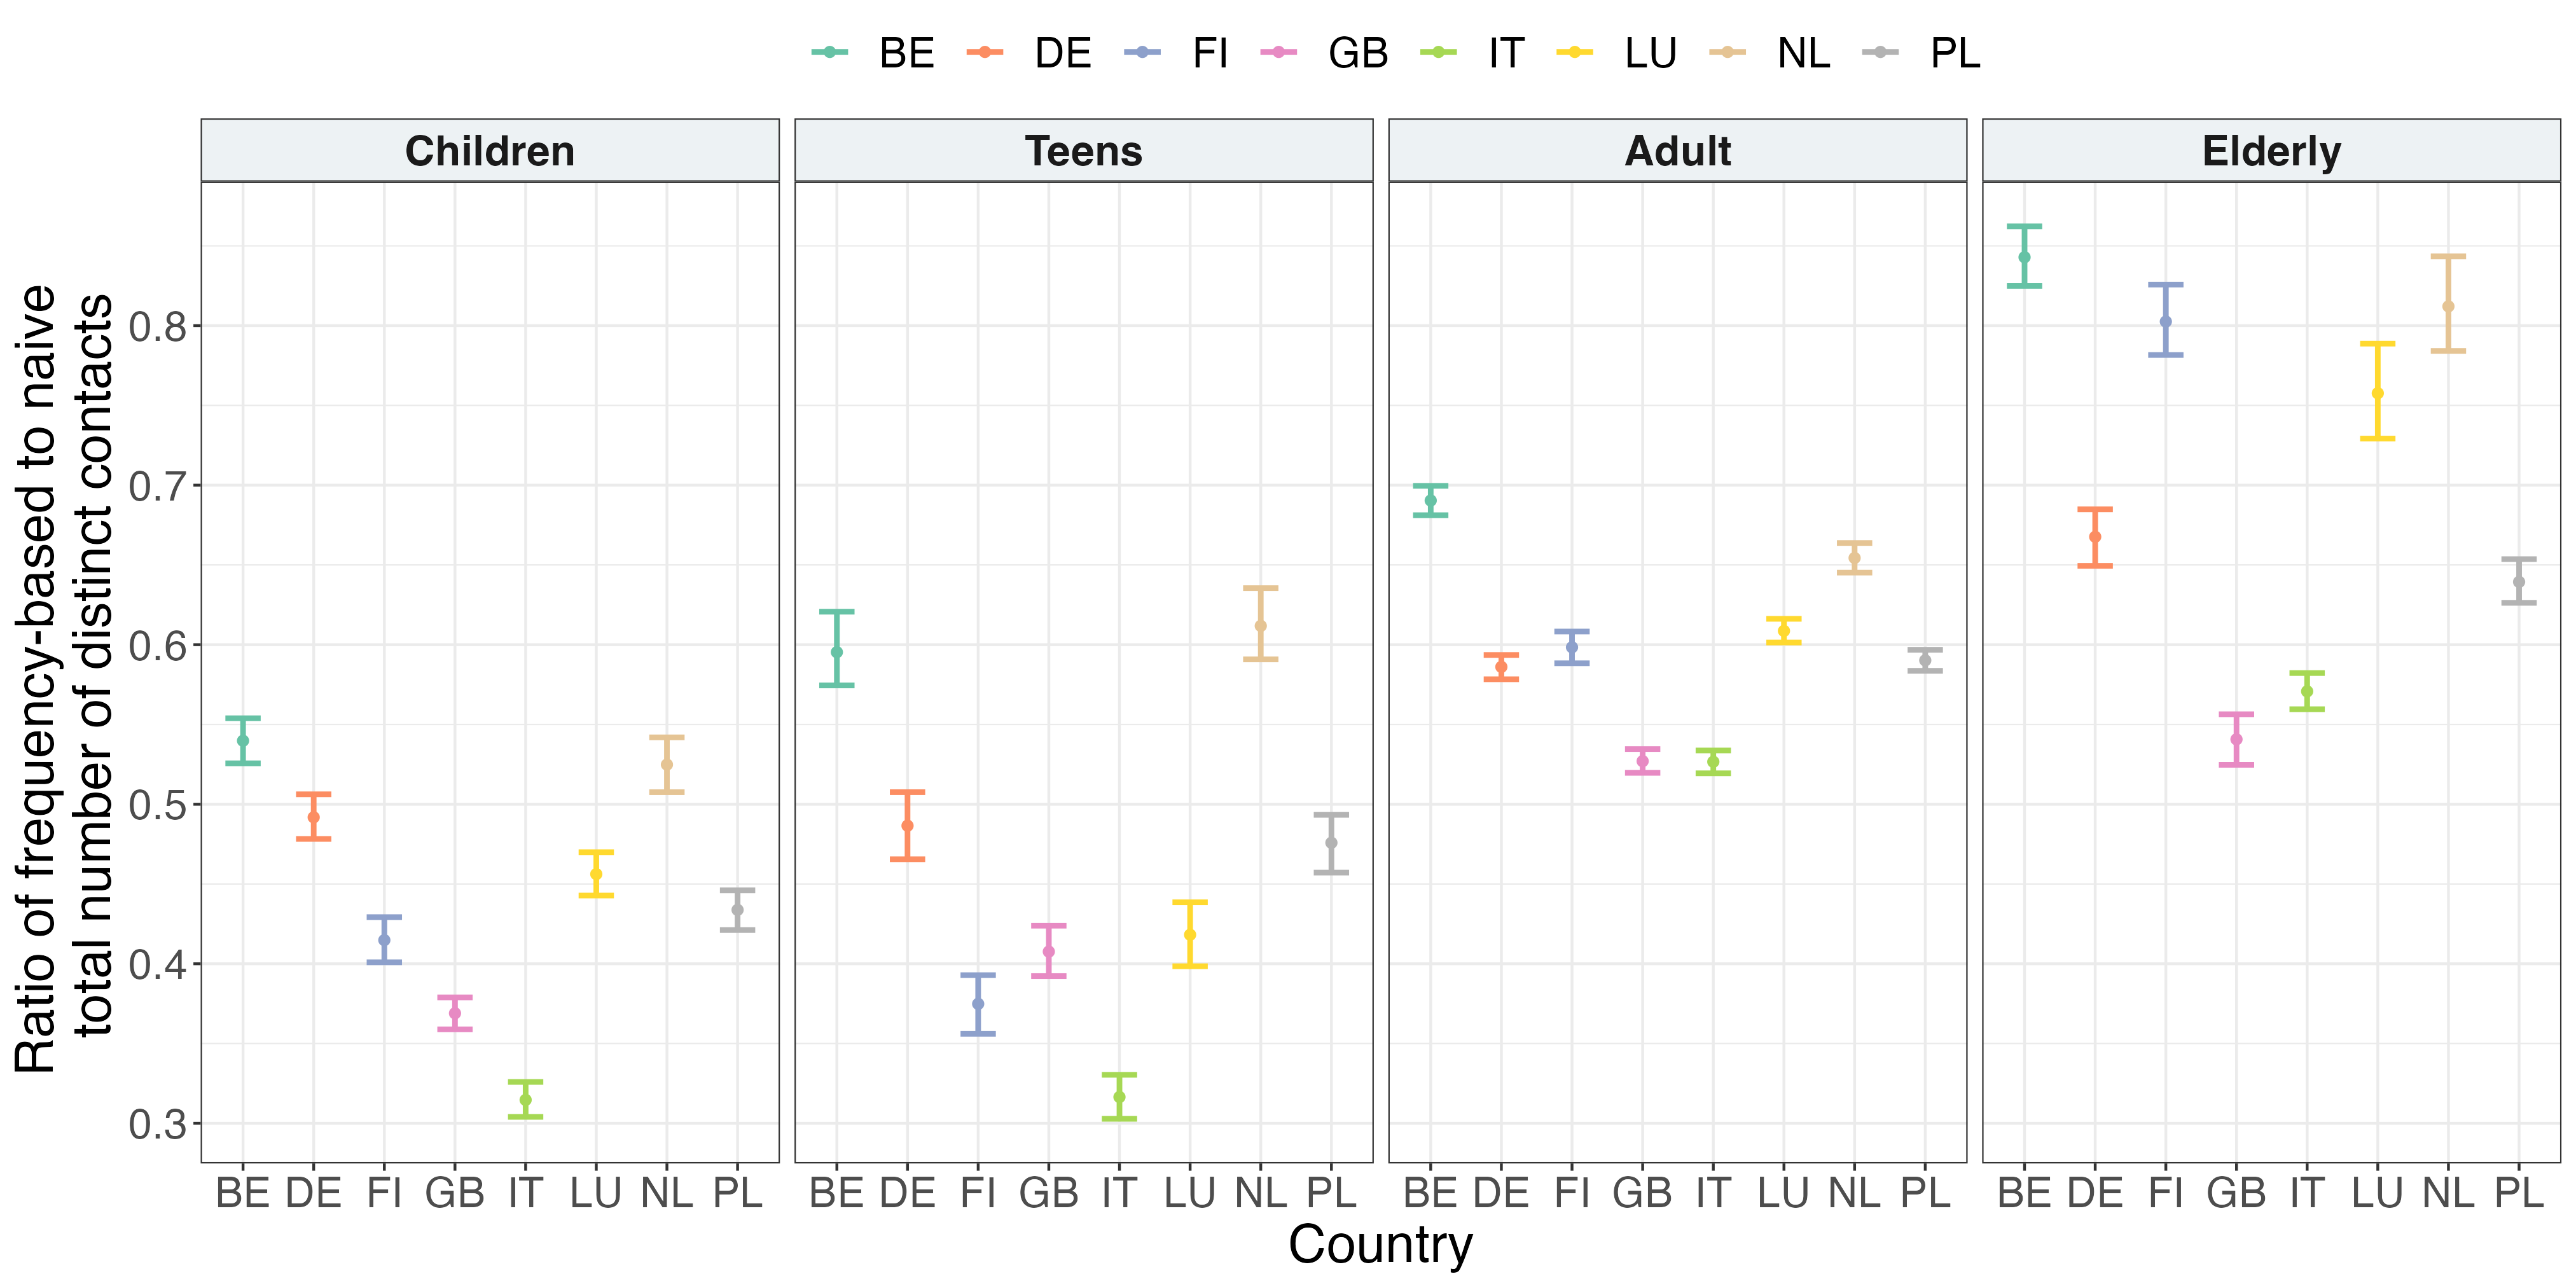 BE DE FI GB IT LU NL PL
Children Teens Adult Elderly
Ratio of frequency-based to naive
total number of distinct contacts
0.8
0.7
0.6
0.5
0.4
0.3
BE DE FI GB IT LU NL PL BE DE FI GB IT LU NL PL BE DE FI GB IT LU NL PL BE DE FI GB IT LU NL PL
Country